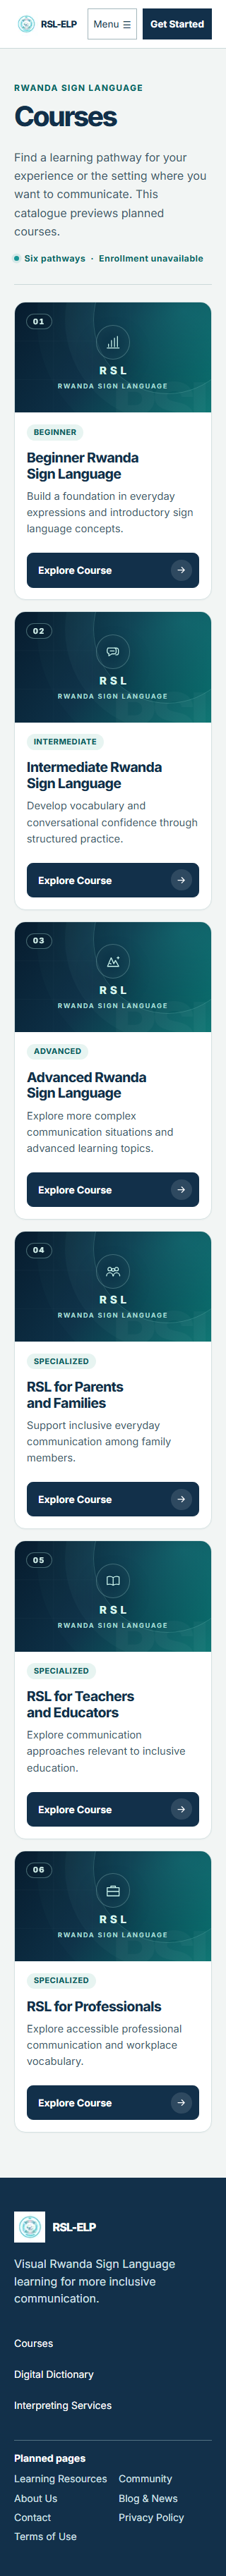 RSL-ELP
Menu ☰
Get Started
RWANDA SIGN LANGUAGE
Courses
Find a learning pathway for your
experience or the setting where you
want to communicate. This
catalogue previews planned
courses.
Six pathways · Enrollment unavailable
01
RSL
RWANDA SIGN LANGUAGE
BEGINNER
Beginner Rwanda
Sign Language
Build a foundation in everyday
expressions and introductory sign
language concepts.
Explore Course →
02
RSL
RWANDA SIGN LANGUAGE
INTERMEDIATE
Intermediate Rwanda
Sign Language
Develop vocabulary and
conversational confidence through
structured practice.
Explore Course →
03
RSL
RWANDA SIGN LANGUAGE
ADVANCED
Advanced Rwanda
Sign Language
Explore more complex
communication situations and
advanced learning topics.
Explore Course →
04
RSL
RWANDA SIGN LANGUAGE
SPECIALIZED
RSL for Parents
and Families
Support inclusive everyday
communication among family
members.
Explore Course →
05
RSL
RWANDA SIGN LANGUAGE
SPECIALIZED
RSL for Teachers
and Educators
Explore communication
approaches relevant to inclusive
education.
Explore Course →
06
RSL
RWANDA SIGN LANGUAGE
SPECIALIZED
RSL for Professionals
Explore accessible professional
communication and workplace
vocabulary.
Explore Course →
RSL-ELP
Visual Rwanda Sign Language
learning for more inclusive
communication.
Courses
Digital Dictionary
Interpreting Services
Planned pages
Learning Resources
Community
About Us
Blog & News
Contact
Privacy Policy
Terms of Use